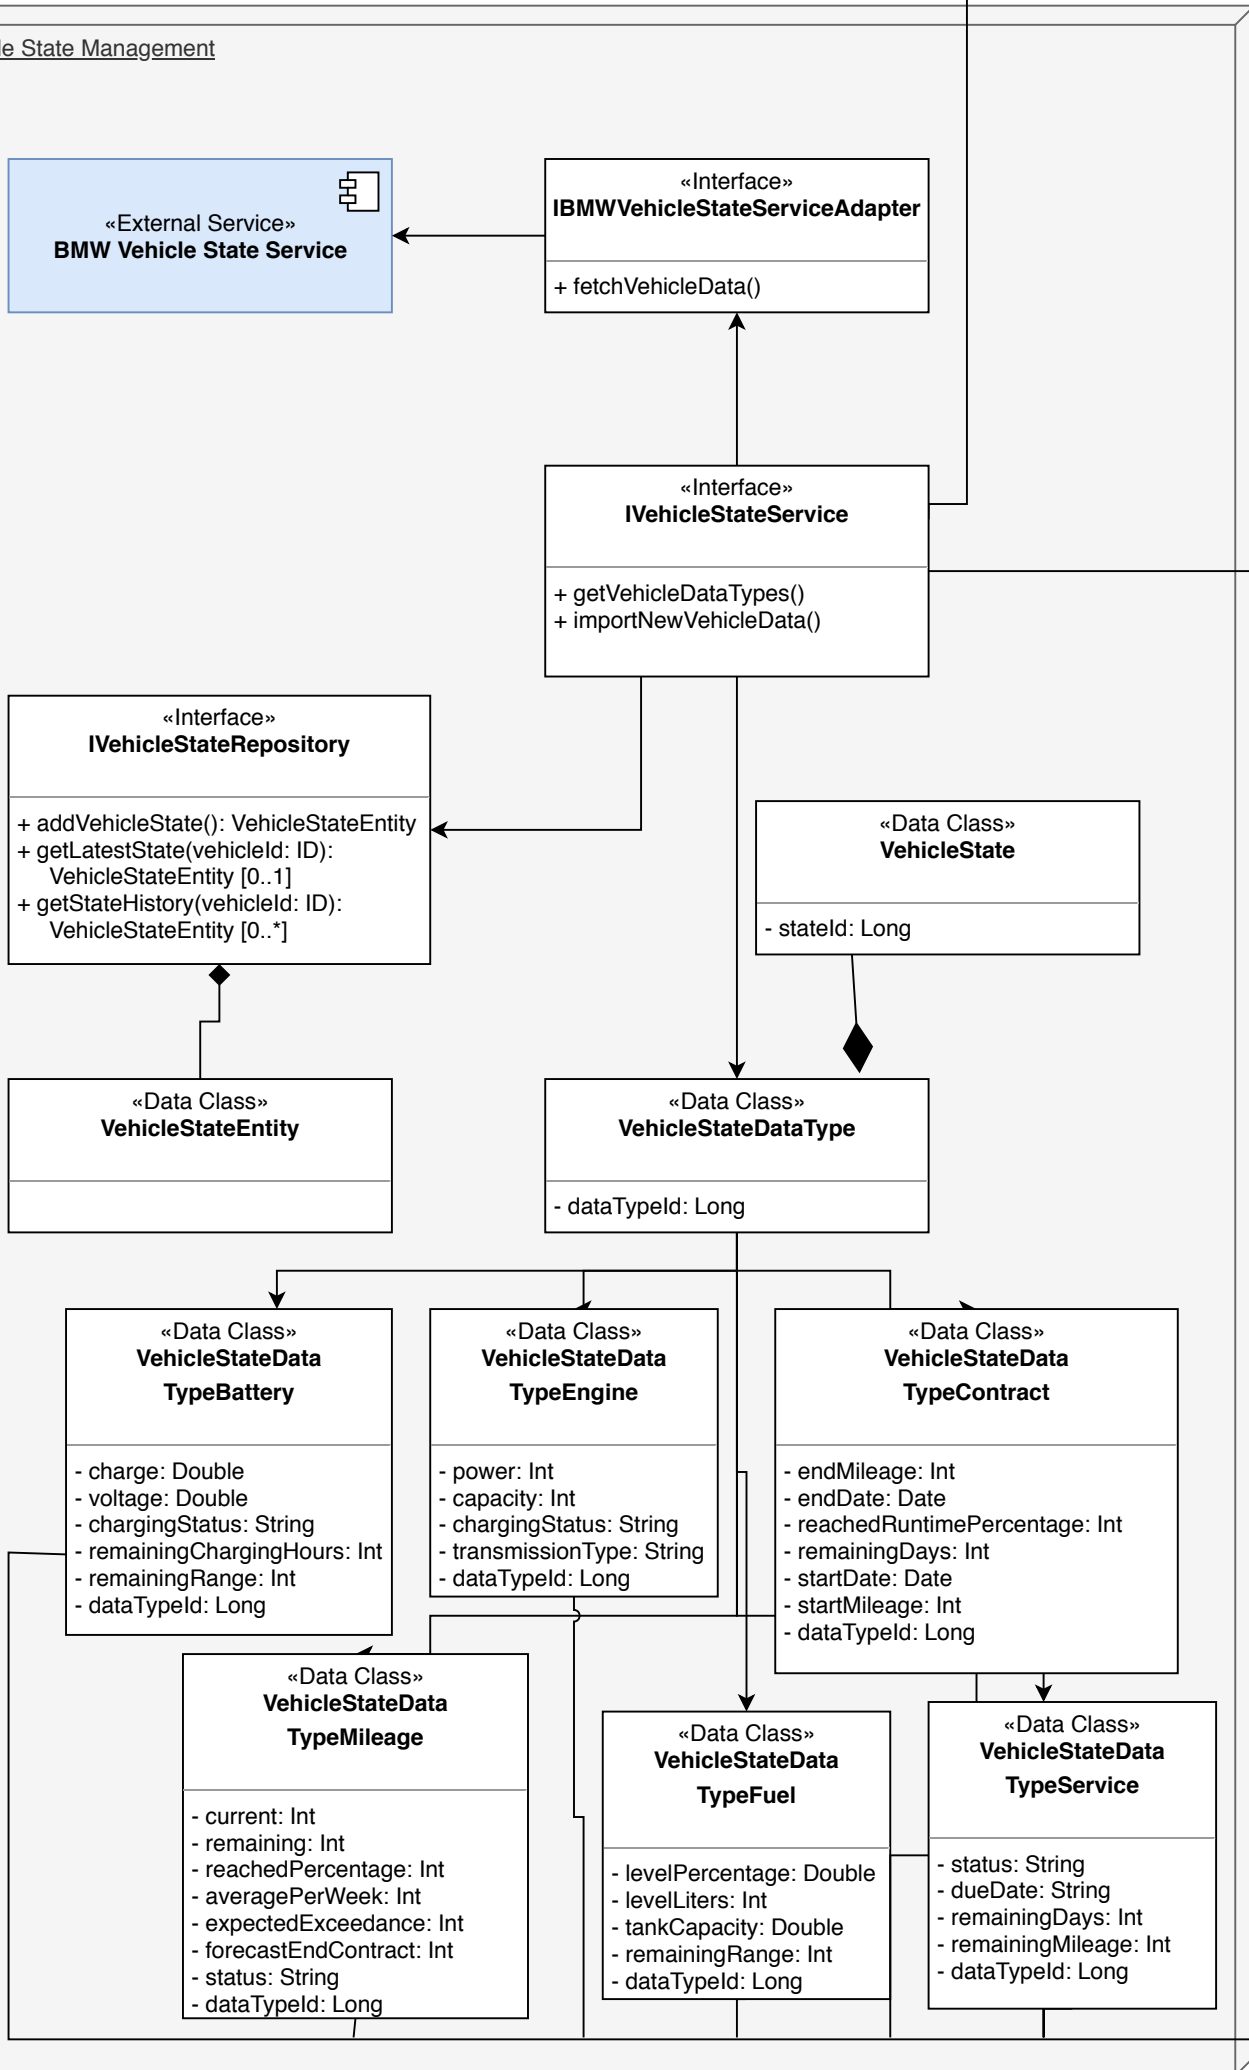 le State Management
«External Service»
BMW Vehicle State Service
«Interface»
IBMWVehicleStateServiceAdapter
+ fetchVehicleData()
«Interface»
IVehicleStateService
+ getVehicleDataTypes()
+ importNewVehicleData()
«Interface»
IVehicleStateRepository
+ addVehicleState(): VehicleStateEntity
+ getLatestState(vehicleId: ID):
VehicleStateEntity [0..1]
+ getStateHistory(vehicleId: ID):
VehicleStateEntity [0..*]
«Data Class»
VehicleState
- stateId: Long
«Data Class»
VehicleStateEntity
«Data Class»
VehicleStateDataType
- dataTypeId: Long
«Data Class»
VehicleStateData
TypeBattery
- charge: Double
- voltage: Double
- chargingStatus: String
- remainingChargingHours: Int
- remainingRange: Int
- dataTypeId: Long
«Data Class»
VehicleStateData
TypeEngine
- power: Int
- capacity: Int
- chargingStatus: String
- transmissionType: String
- dataTypeId: Long
«Data Class»
VehicleStateData
TypeContract
- endMileage: Int
- endDate: Date
- reachedRuntimePercentage: Int
- remainingDays: Int
- startDate: Date
- startMileage: Int
- dataTypeId: Long
«Data Class»
VehicleStateData
TypeMileage
- current: Int
- remaining: Int
- reachedPercentage: Int
- averagePerWeek: Int
- expectedExceedance: Int
- forecastEndContract: Int
- status: String
- dataTypeId: Long
«Data Class»
VehicleStateData
TypeFuel
- levelPercentage: Double
- levelLiters: Int
- tankCapacity: Double
- remainingRange: Int
- dataTypeId: Long
«Data Class»
VehicleStateData
TypeService
- status: String
- dueDate: String
- remainingDays: Int
- remainingMileage: Int
- dataTypeId: Long